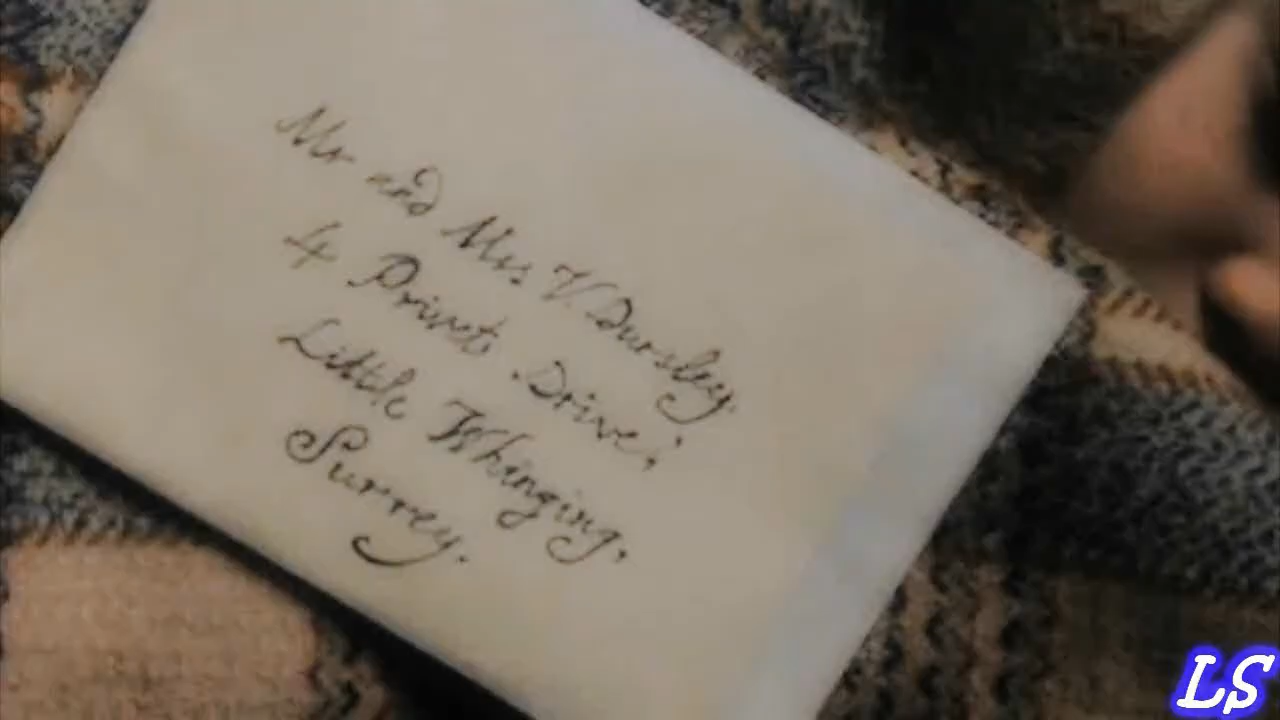 Mr and Mrs V. Dursley,
4 Privet Drive,
Little Whinging,
Surrey.
LS